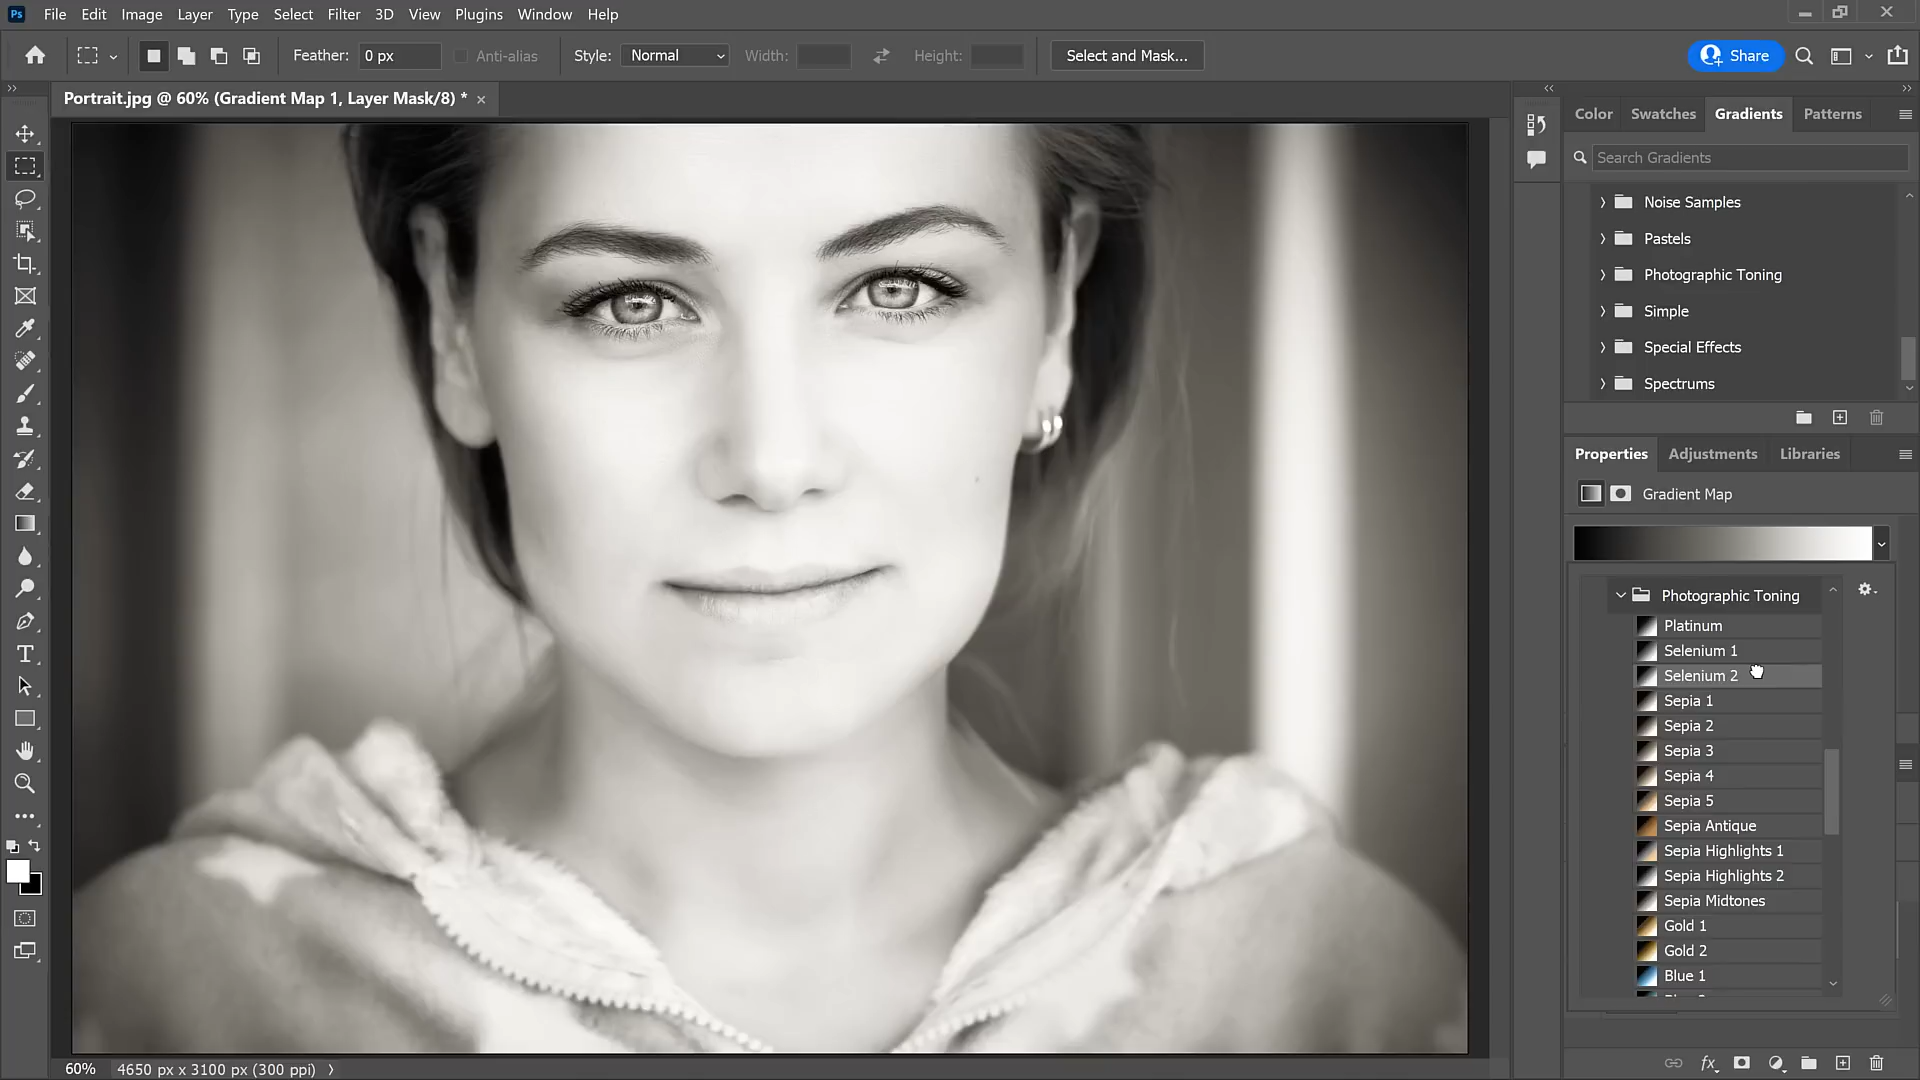 Ps File Edit Image Layer Type Select Filter 3D View Plugins Window Help
Feather: 0 px Anti-alias Style: Normal Width: Height: Select and Mask... Share
Portrait.jpg @ 60% (Gradient Map 1, Layer Mask/8) *
Color Swatches Gradients Patterns
Search Gradients
Noise Samples
Pastels
Photographic Toning
Simple
Special Effects
Spectrums
Properties Adjustments Libraries
Gradient Map
Photographic Toning
Platinum
Selenium 1
Selenium 2
Sepia 1
Sepia 2
Sepia 3
Sepia 4
Sepia 5
Sepia Antique
Sepia Highlights 1
Sepia Highlights 2
Sepia Midtones
Gold 1
Gold 2
Blue 1
60% 4650 px x 3100 px (300 ppi)
fx